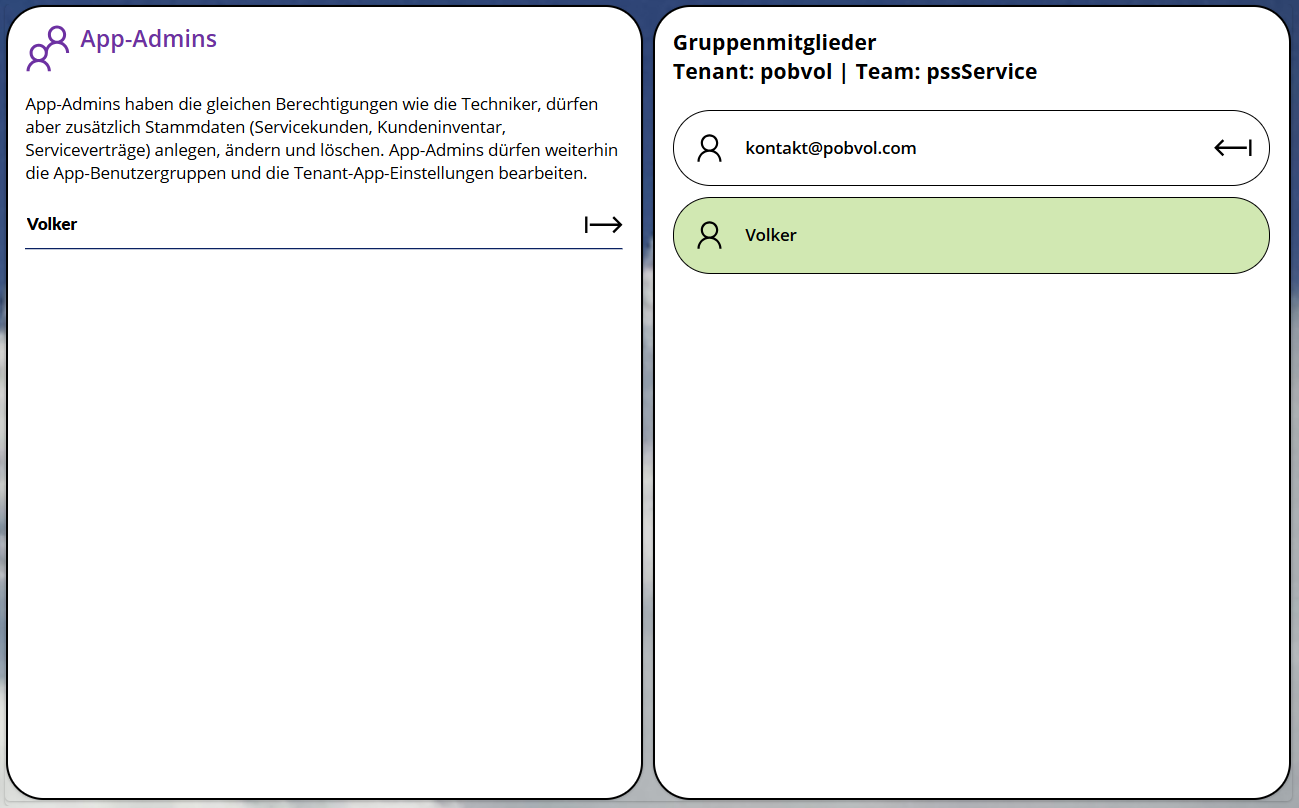 App-Admins
App-Admins haben die gleichen Berechtigungen wie die Techniker, dürfen
aber zusätzlich Stammdaten (Servicekunden, Kundeninventar,
Serviceverträge) anlegen, ändern und löschen. App-Admins dürfen weiterhin
die App-Benutzergruppen und die Tenant-App-Einstellungen bearbeiten.
Volker
Gruppenmitglieder
Tenant: pobvol | Team: pssService
kontakt@pobvol.com
Volker